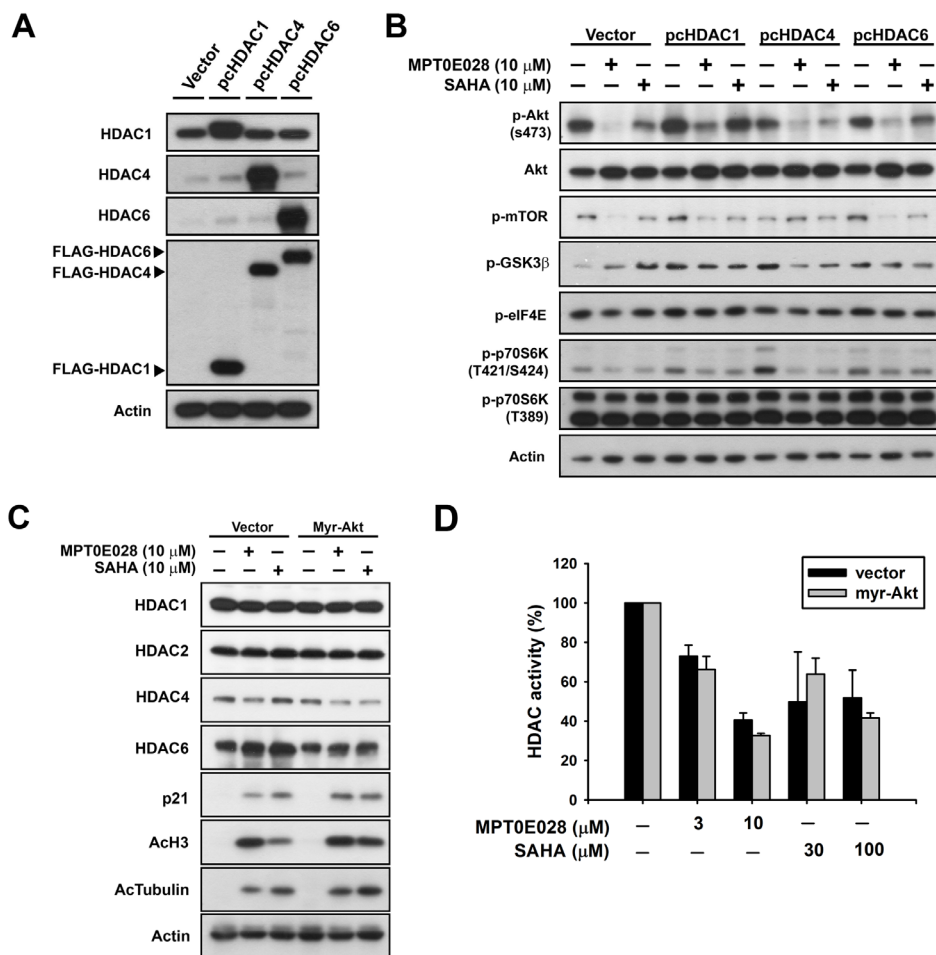 A
Vector
pcHDAC1
pcHDAC4
pcHDAC6
HDAC1
HDAC4
HDAC6
FLAG-HDAC6
FLAG-HDAC4
FLAG-HDAC1
Actin
B
Vector pcHDAC1 pcHDAC4 pcHDAC6
MPT0E028 (10 μM) – + – – + – – + – – + –
SAHA (10 μM) – – + – – + – – + – – +
p-Akt
(s473)
Akt
p-mTOR
p-GSK3β
p-eIF4E
p-p70S6K
(T421/S424)
p-p70S6K
(T389)
Actin
C
Vector Myr-Akt
MPT0E028 (10 μM) – + – – + –
SAHA (10 μM) – – + – – +
HDAC1
HDAC2
HDAC4
HDAC6
p21
AcH3
AcTubulin
Actin
D
HDAC activity (%)
120
100
80
60
40
20
0
vector
myr-Akt
MPT0E028 (μM) – 3 10 – –
SAHA (μM) – – – 30 100